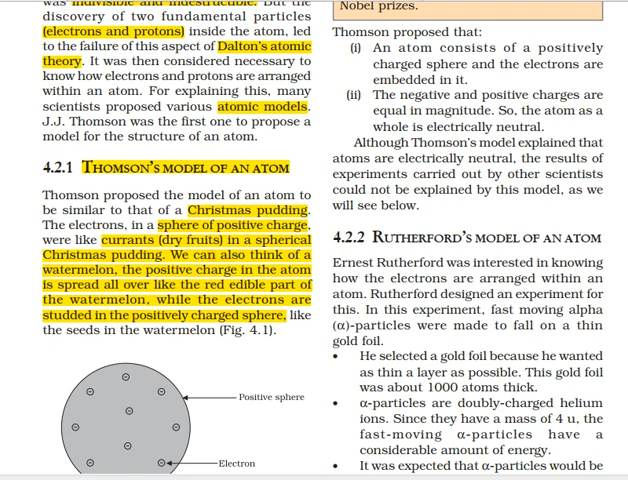 was indivisible and indestructible. But the
discovery of two fundamental particles
(electrons and protons) inside the atom, led
to the failure of this aspect of Dalton's atomic
theory. It was then considered necessary to
know how electrons and protons are arranged
within an atom. For explaining this, many
scientists proposed various atomic models.
J.J. Thomson was the first one to propose a
model for the structure of an atom.
4.2.1 THOMSON'S MODEL OF AN ATOM
Thomson proposed the model of an atom to
be similar to that of a Christmas pudding.
The electrons, in a sphere of positive charge,
were like currants (dry fruits) in a spherical
Christmas pudding. We can also think of a
watermelon, the positive charge in the atom
is spread all over like the red edible part of
the watermelon, while the electrons are
studded in the positively charged sphere, like
the seeds in the watermelon (Fig. 4.1).
Positive sphere
Electron
Nobel prizes.
Thomson proposed that:
(i) An atom consists of a positively
charged sphere and the electrons are
embedded in it.
(ii) The negative and positive charges are
equal in magnitude. So, the atom as a
whole is electrically neutral.
Although Thomson's model explained that
atoms are electrically neutral, the results of
experiments carried out by other scientists
could not be explained by this model, as we
will see below.
4.2.2 RUTHERFORD'S MODEL OF AN ATOM
Ernest Rutherford was interested in knowing
how the electrons are arranged within an
atom. Rutherford designed an experiment for
this. In this experiment, fast moving alpha
(α)-particles were made to fall on a thin
gold foil.
• He selected a gold foil because he wanted
as thin a layer as possible. This gold foil
was about 1000 atoms thick.
• α-particles are doubly-charged helium
ions. Since they have a mass of 4 u, the
fast-moving α-particles have a
considerable amount of energy.
• It was expected that α-particles would be